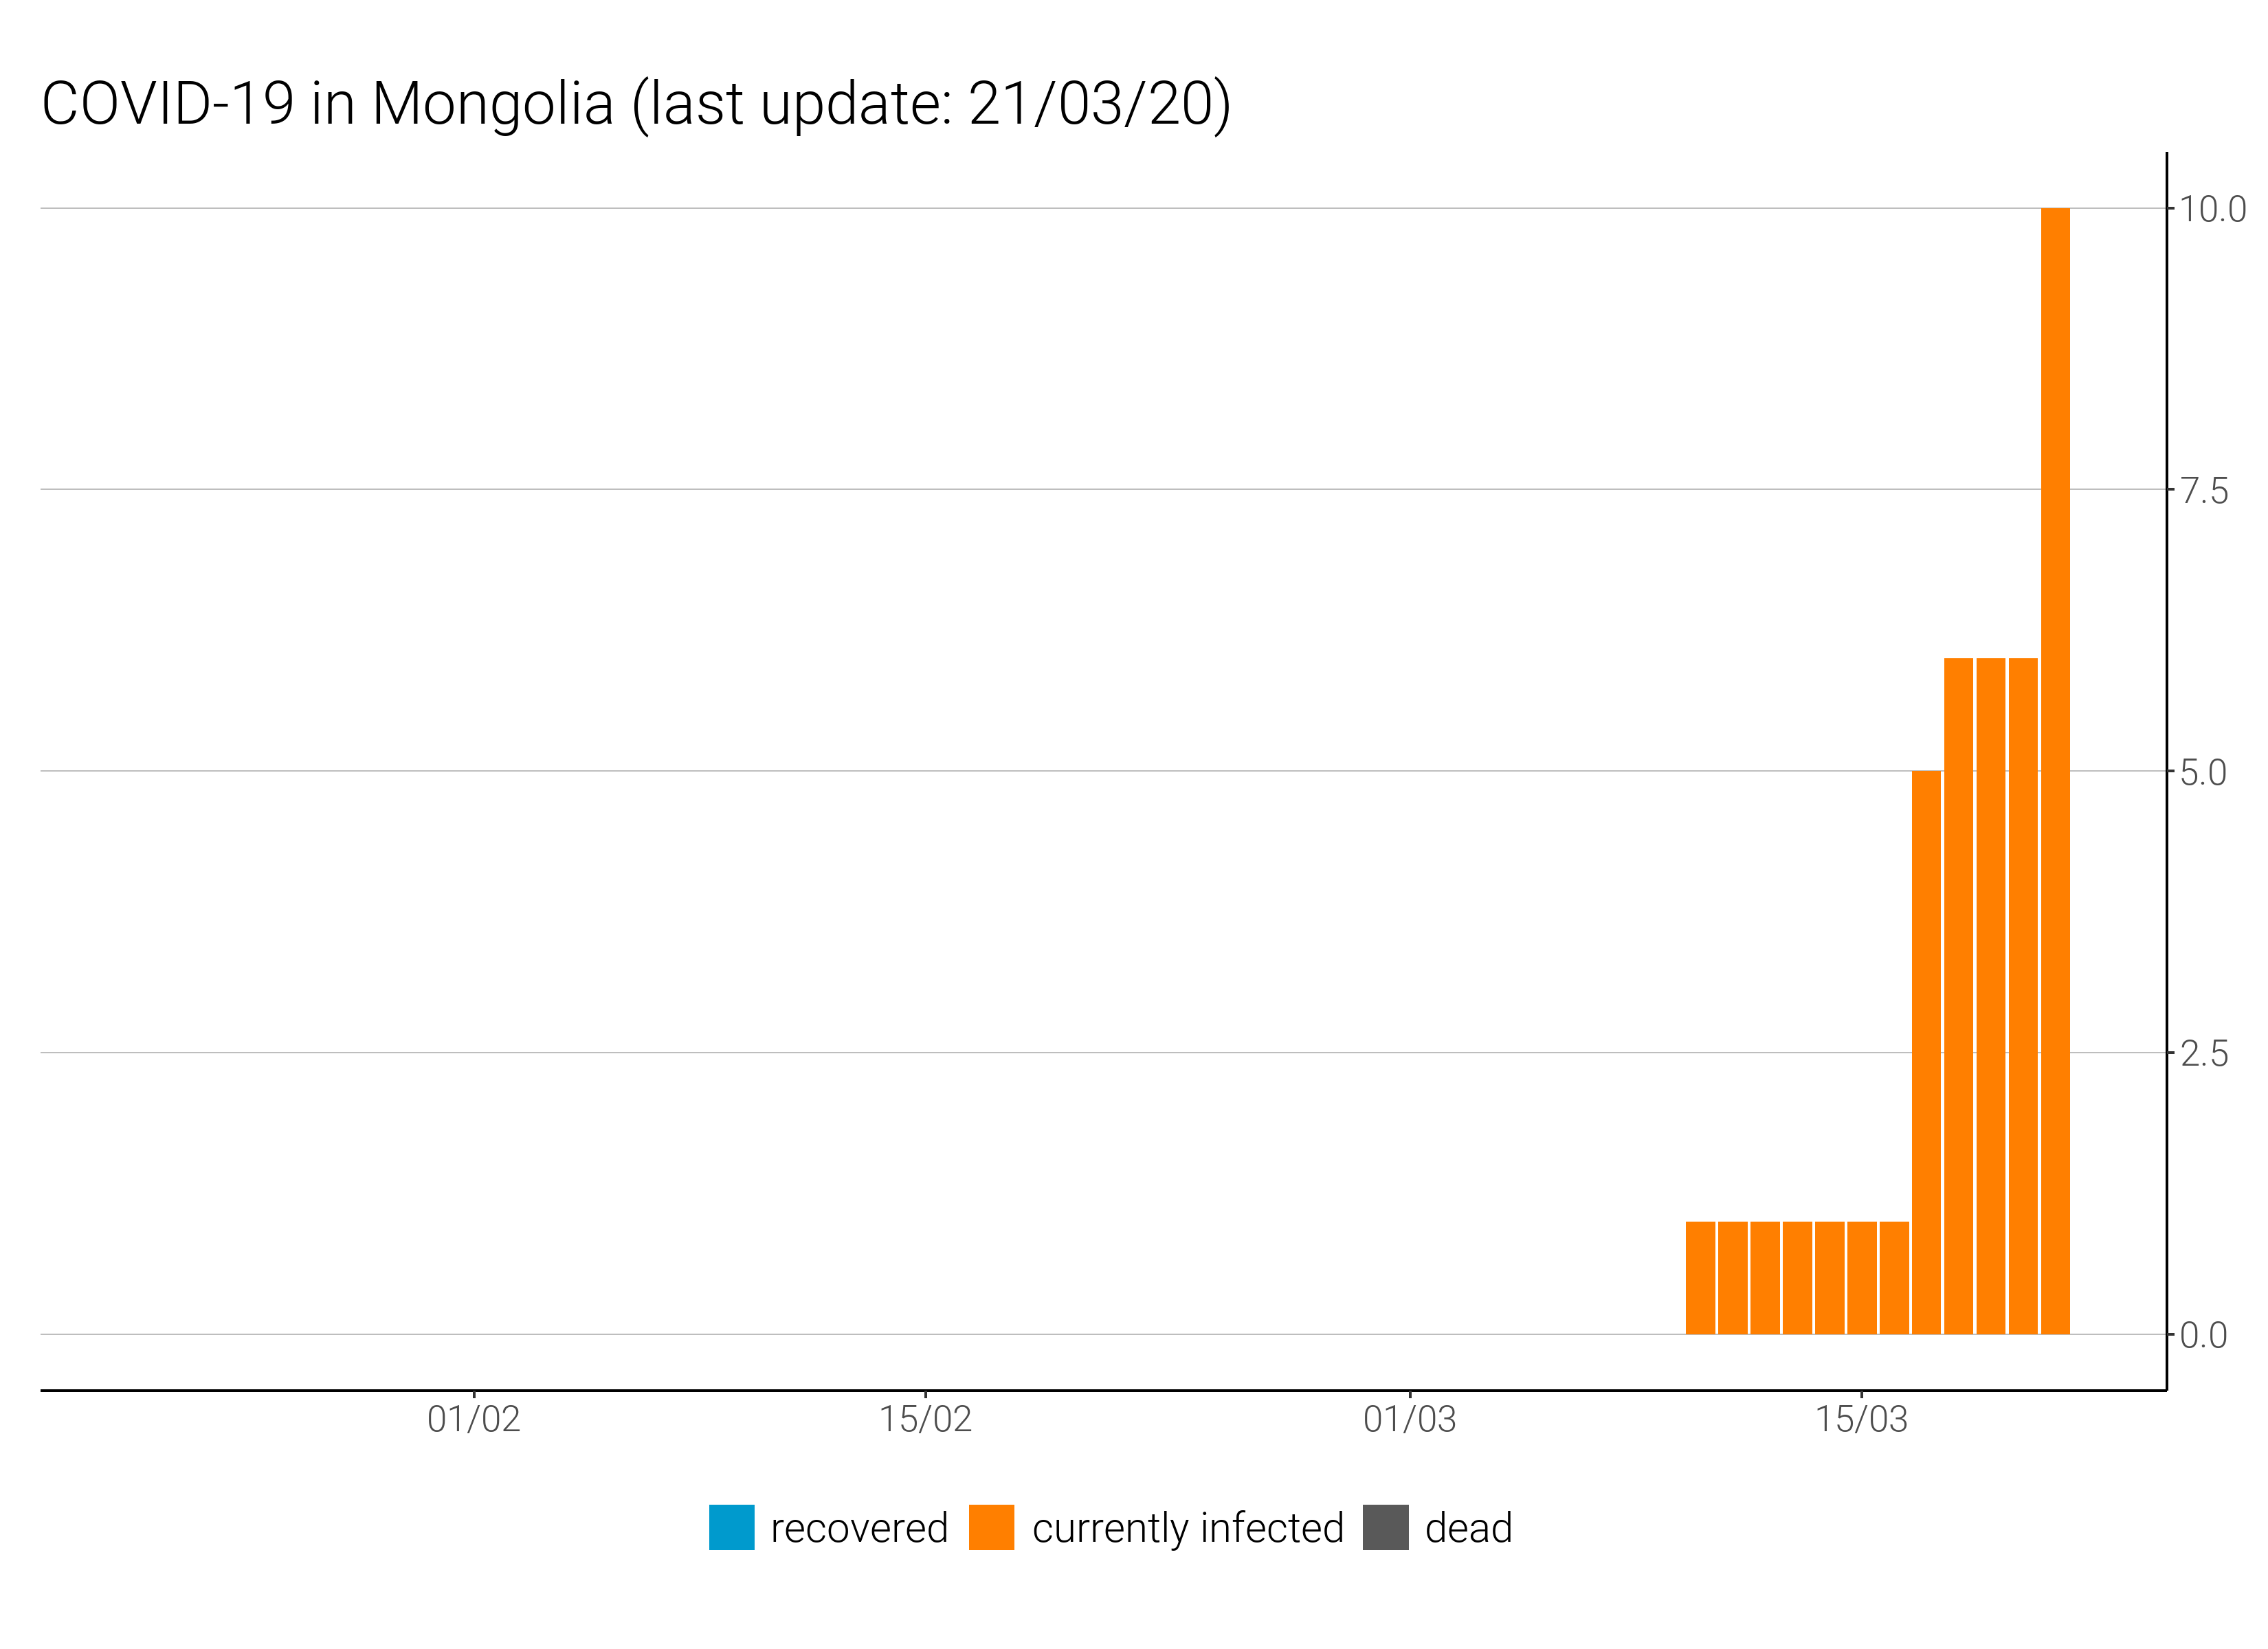 COVID-19 in Mongolia (last update: 21/03/20)
10.0
7.5
5.0
2.5
0.0
01/02 15/02 01/03 15/03
recovered currently infected dead